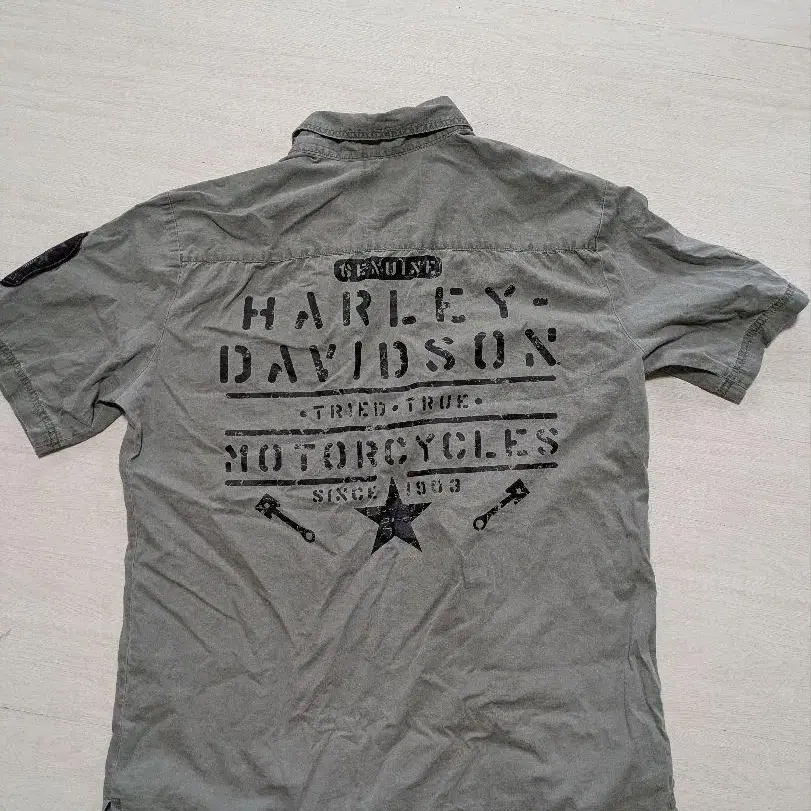 GENUINE
HARLEY-
DAVIDSON
•TRIED•TRUE•
MOTORCYCLES
SINCE 1903